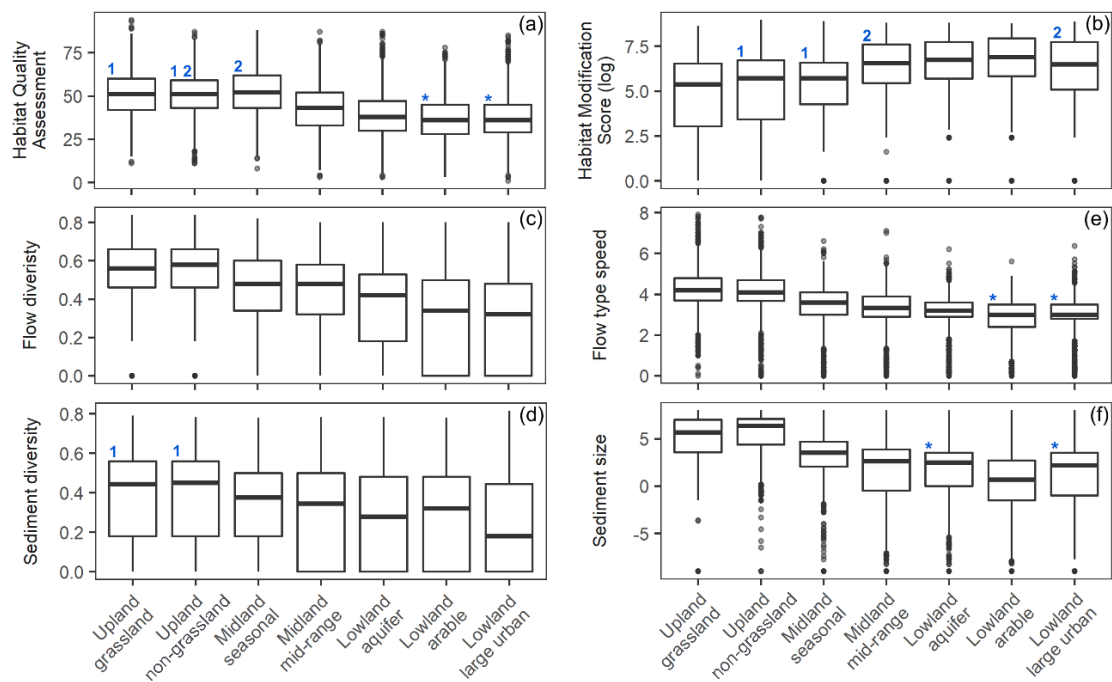 (a)
Habitat Quality
Assessment
75
50
25
0
1
1 2
2
*
*
(b)
Habitat Modification
Score (log)
7.5
5.0
2.5
0.0
1
1
2
2
(c)
Flow diveristy
0.6
0.4
0.2
0.0
(e)
Flow type speed
8
6
4
2
0
*
*
(d)
Sediment diversity
0.8
0.6
0.4
0.2
0.0
1
1
(f)
Sediment size
5
0
-5
*
*
Upland
grassland
Upland
non-grassland
Midland
seasonal
Midland
mid-range
Lowland
aquifer
Lowland
arable
Lowland
large urban
Upland
grassland
Upland
non-grassland
Midland
seasonal
Midland
mid-range
Lowland
aquifer
Lowland
arable
Lowland
large urban